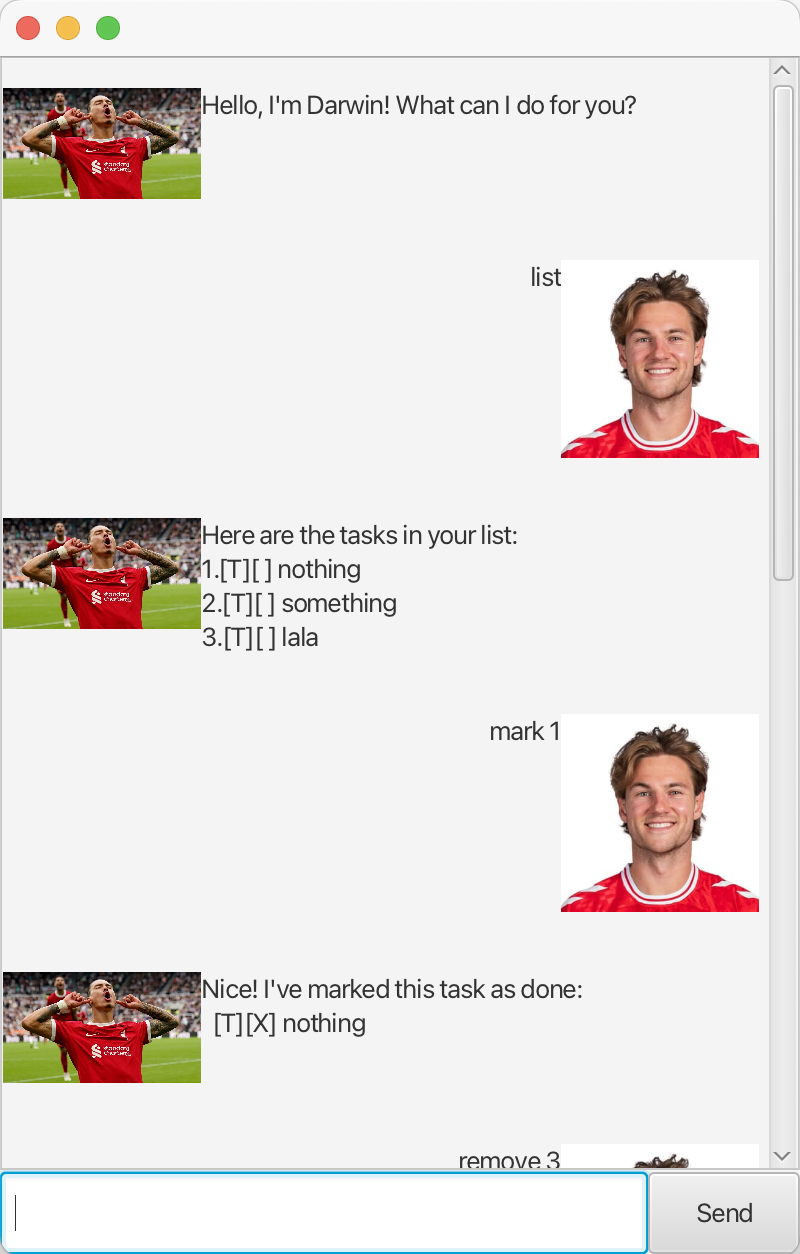 Hello, I'm Darwin! What can I do for you?
list
Here are the tasks in your list:
1.[T][ ] nothing
2.[T][ ] something
3.[T][ ] lala
mark 1
Nice! I've marked this task as done:
[T][X] nothing
remove 3
Send